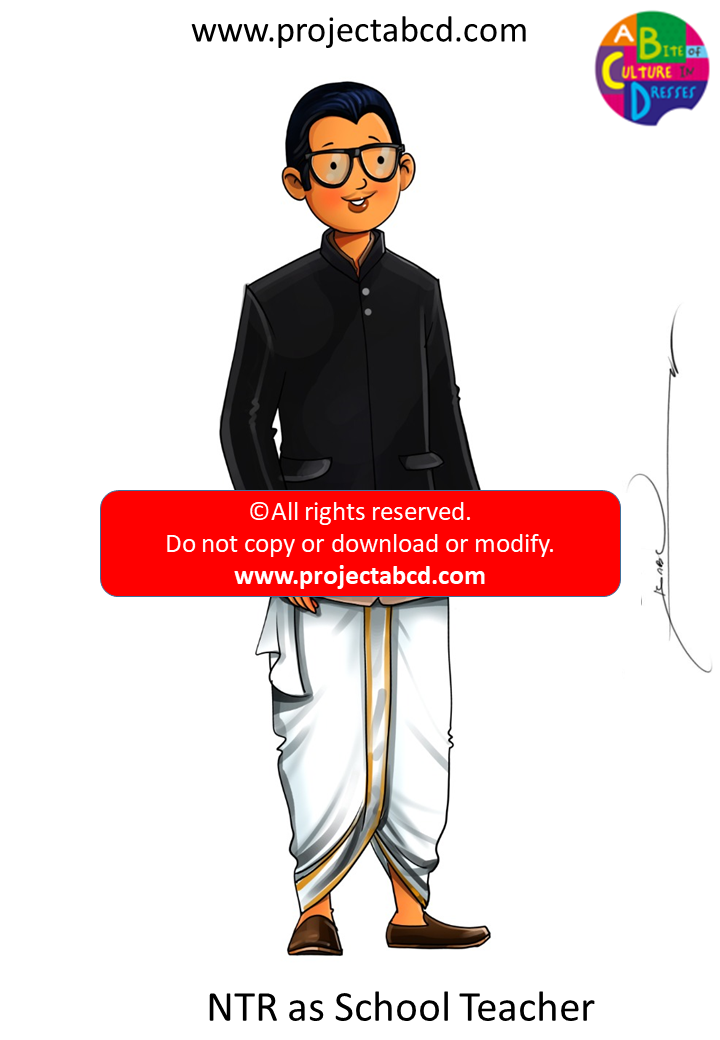 www.projectabcd.com
A BITE OF
CULTURE IN
DRESSES
©All rights reserved.
Do not copy or download or modify.
www.projectabcd.com
NTR as School Teacher